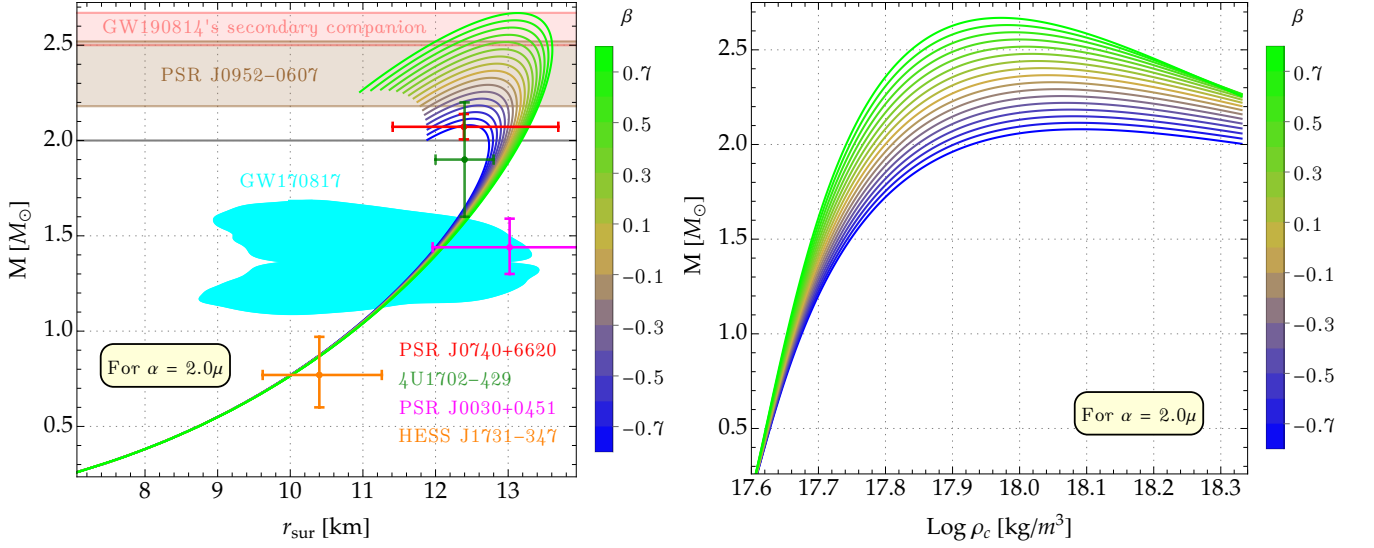 GW190814's secondary companion
PSR J0952−0607
GW170817
PSR J0740+6620
4U1702−429
PSR J0030+0451
HESS J1731−347
For α = 2.0μ
M [M⊙]
2.5
2.0
1.5
1.0
0.5
8 9 10 11 12 13
r_sur [km]
β
0.7
0.5
0.3
0.1
−0.1
−0.3
−0.5
−0.7
M [M⊙]
2.5
2.0
1.5
1.0
0.5
For α = 2.0μ
17.6 17.7 17.8 17.9 18.0 18.1 18.2 18.3
Log ρ_c [kg/m³]
β
0.7
0.5
0.3
0.1
−0.1
−0.3
−0.5
−0.7